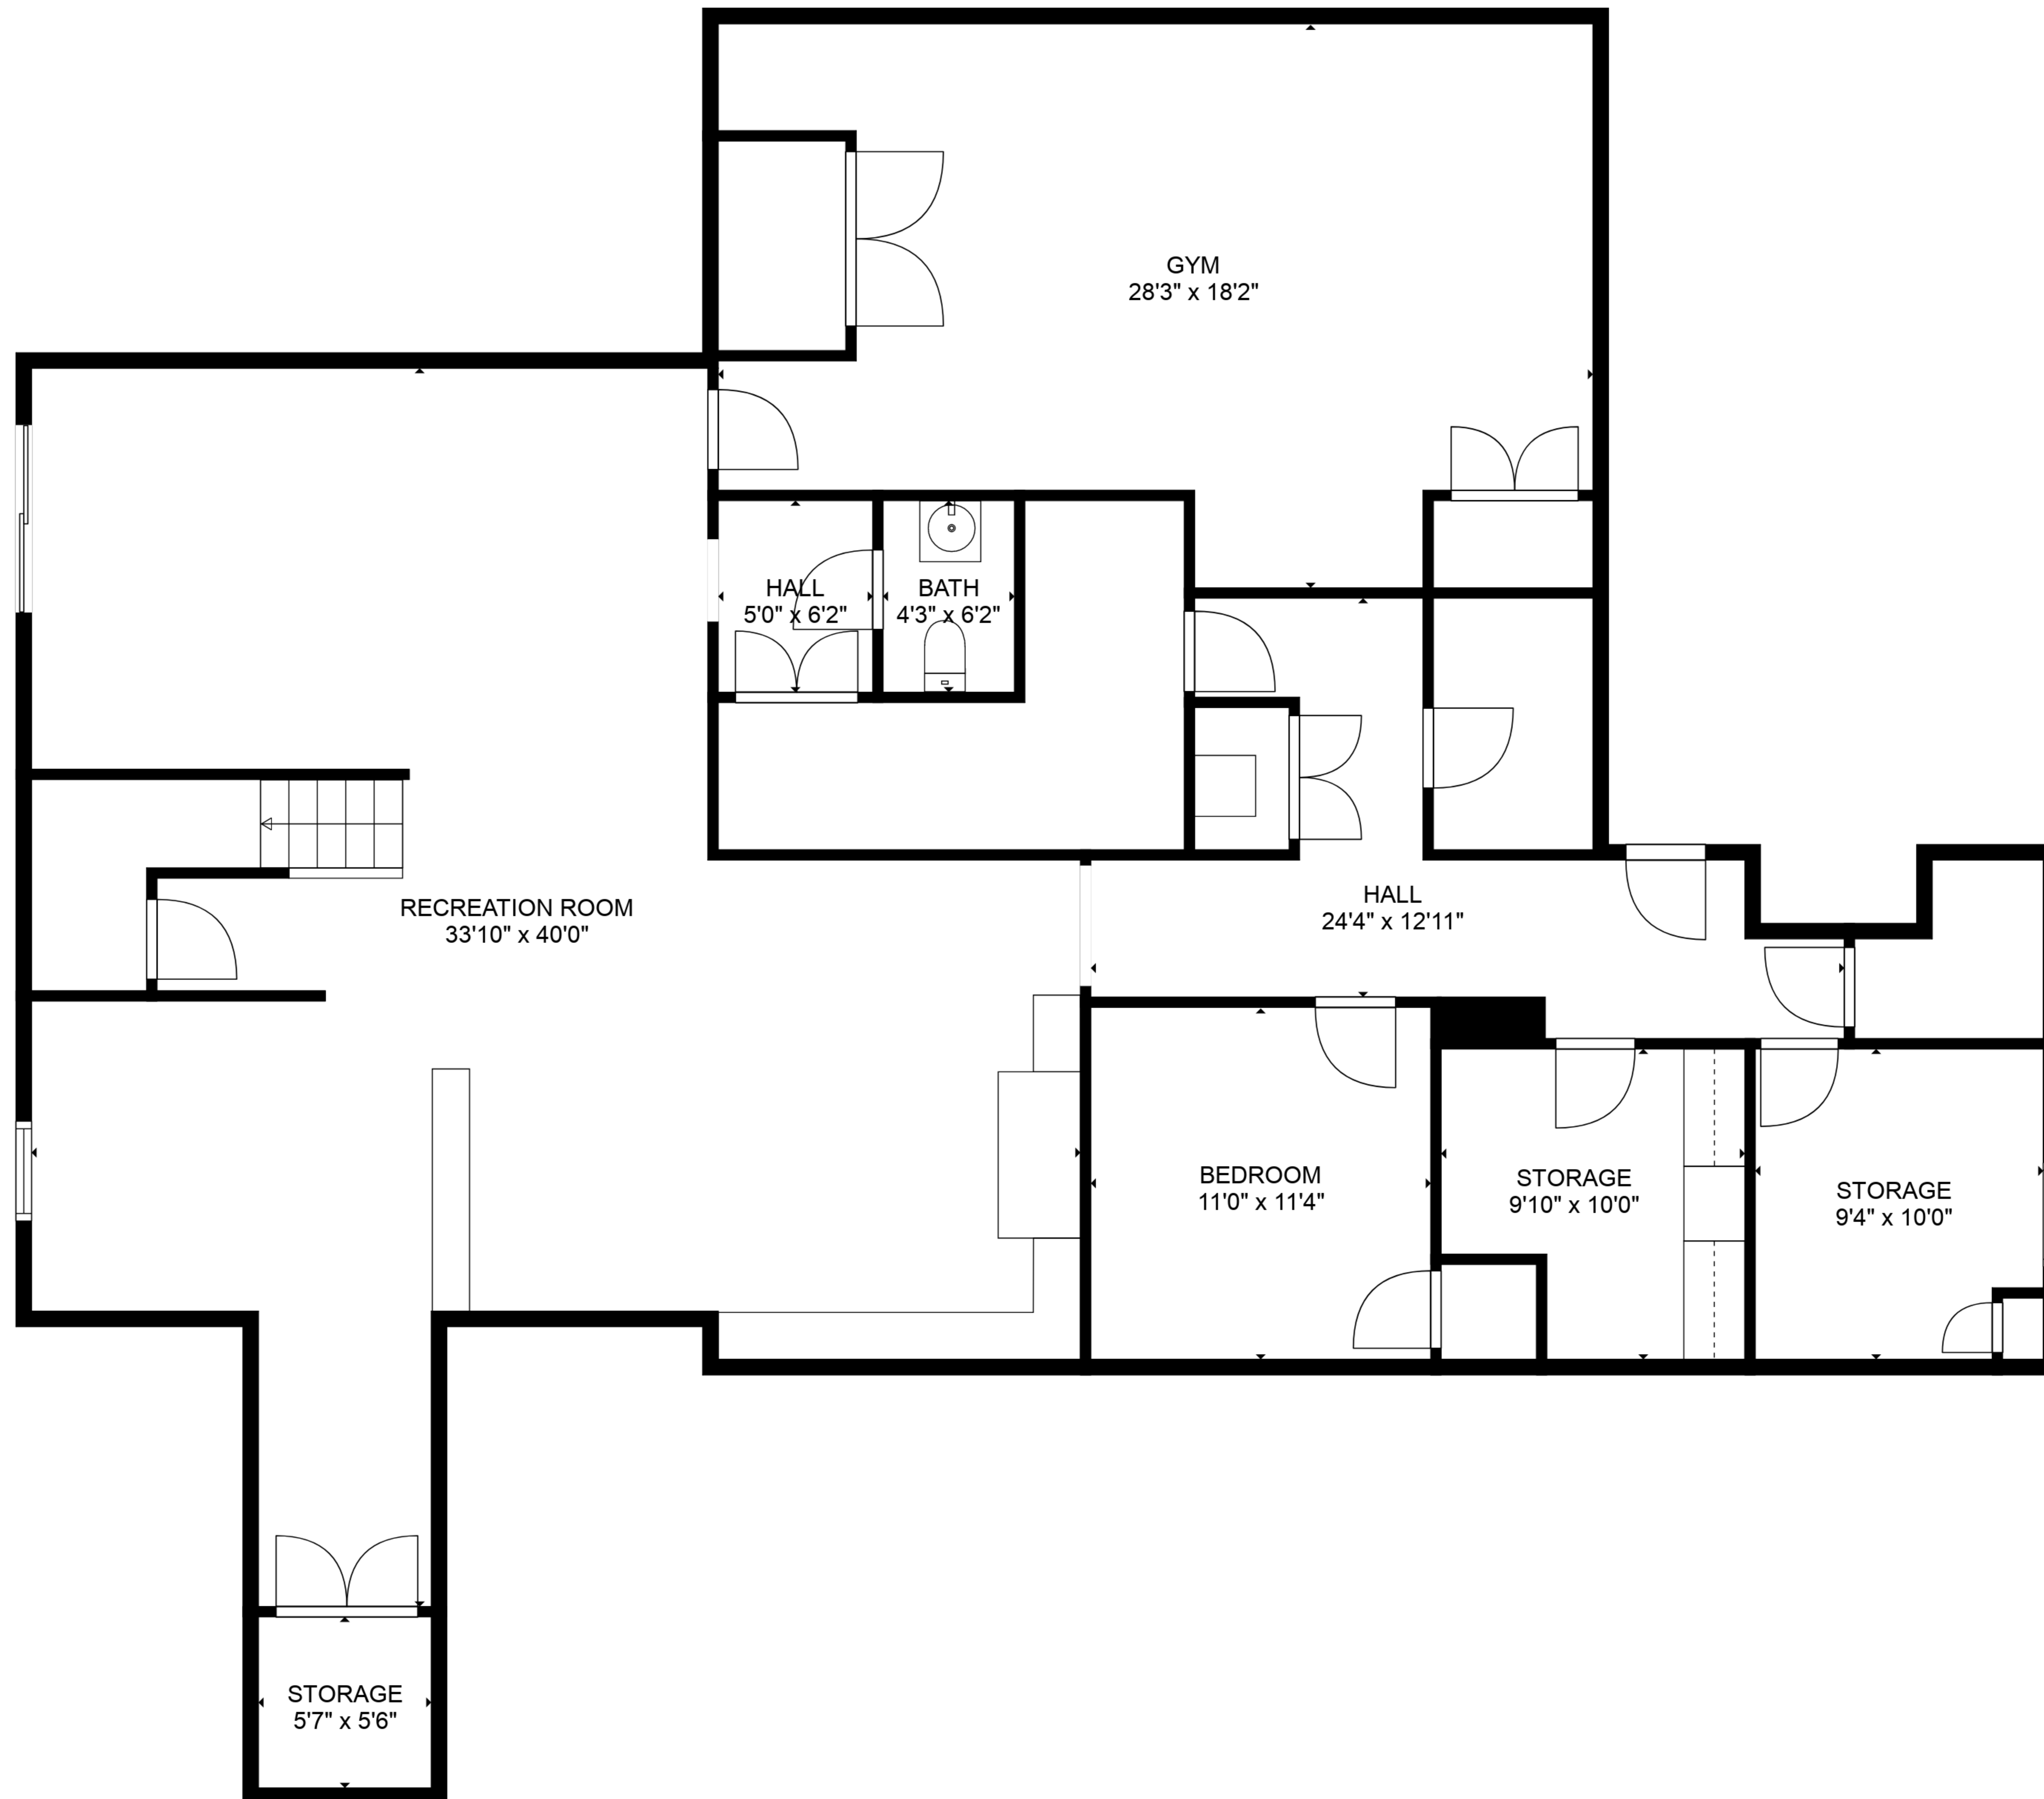 GYM
28'3" x 18'2"
HALL
5'0" x 6'2"
BATH
4'3" x 6'2"
RECREATION ROOM
33'10" x 40'0"
HALL
24'4" x 12'11"
BEDROOM
11'0" x 11'4"
STORAGE
9'10" x 10'0"
STORAGE
9'4" x 10'0"
STORAGE
5'7" x 5'6"